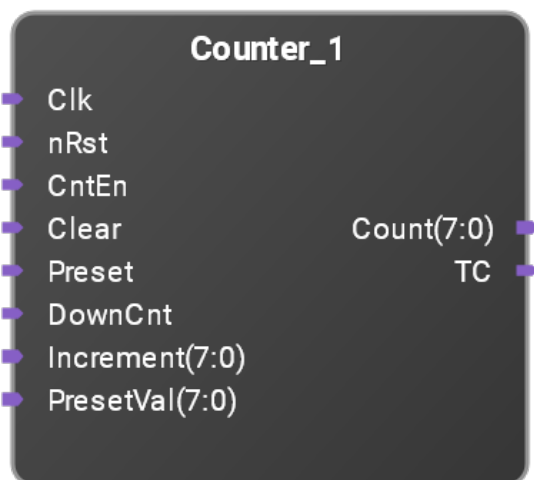 Counter_1
Clk
nRst
CntEn
Clear
Count(7:0)
Preset
TC
DownCnt
Increment(7:0)
PresetVal(7:0)